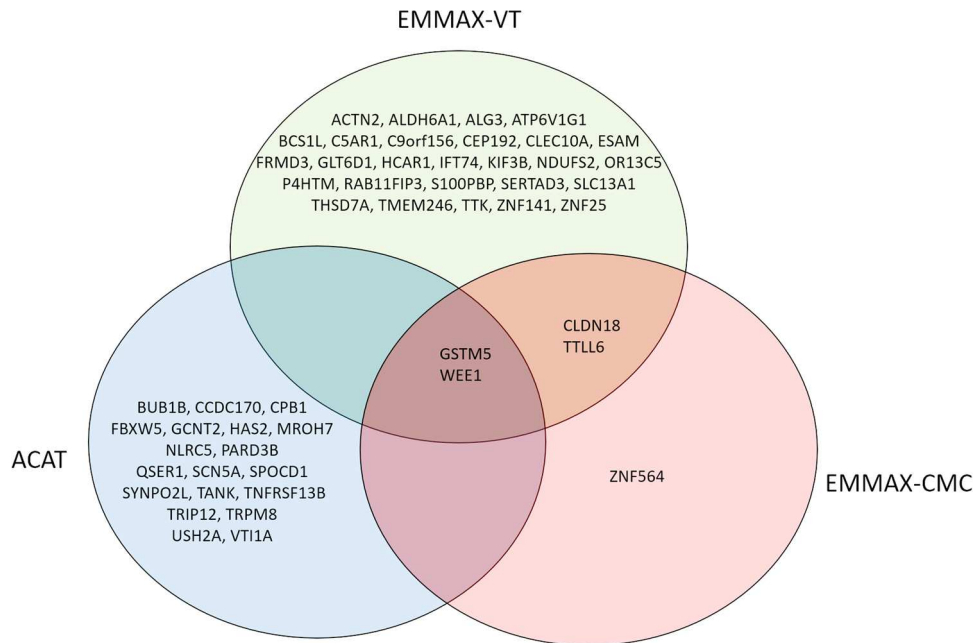 EMMAX-VT
ACTN2, ALDH6A1, ALG3, ATP6V1G1
BCS1L, C5AR1, C9orf156, CEP192, CLEC10A, ESAM
FRMD3, GLT6D1, HCAR1, IFT74, KIF3B, NDUFS2, OR13C5
P4HTM, RAB11FIP3, S100PBP, SERTAD3, SLC13A1
THSD7A, TMEM246, TTK, ZNF141, ZNF25
CLDN18
TTLL6
GSTM5
WEE1
BUB1B, CCDC170, CPB1
FBXW5, GCNT2, HAS2, MROH7
NLRC5, PARD3B
QSER1, SCN5A, SPOCD1
SYNPO2L, TANK, TNFRSF13B
TRIP12, TRPM8
USH2A, VTI1A
ACAT
ZNF564
EMMAX-CMC